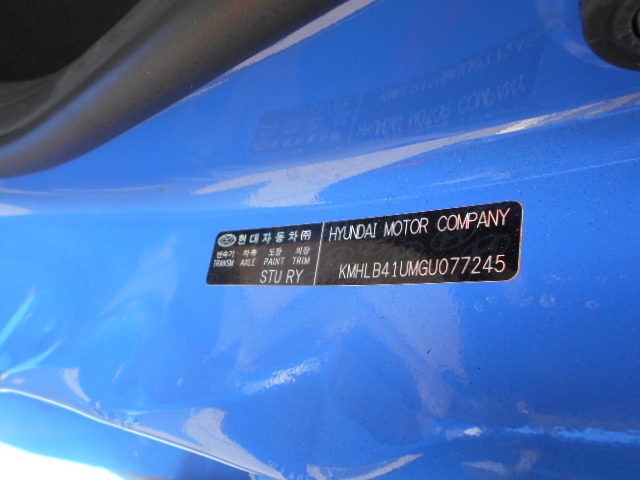 현대자동차㈜
변속기 차축 도장 의장
TRANSM AXLE PAINT TRIM
STU RY
HYUNDAI MOTOR COMPANY
KMHLB41UMGU077245